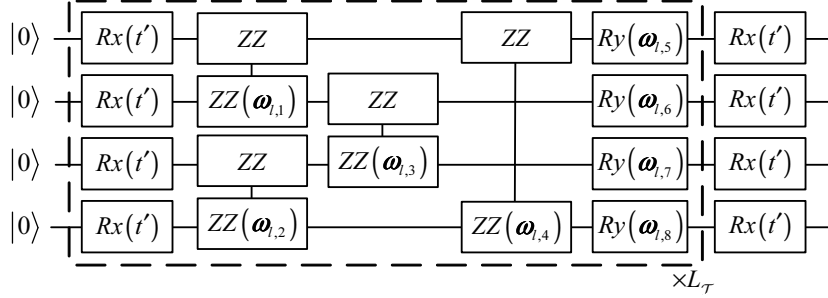 |0⟩ Rx(t′) ZZ ZZ Ry(ω_{l,5}) Rx(t′)
|0⟩ Rx(t′) ZZ(ω_{l,1}) ZZ Ry(ω_{l,6}) Rx(t′)
|0⟩ Rx(t′) ZZ ZZ(ω_{l,3}) Ry(ω_{l,7}) Rx(t′)
|0⟩ Rx(t′) ZZ(ω_{l,2}) ZZ(ω_{l,4}) Ry(ω_{l,8}) Rx(t′)
×L_𝒯